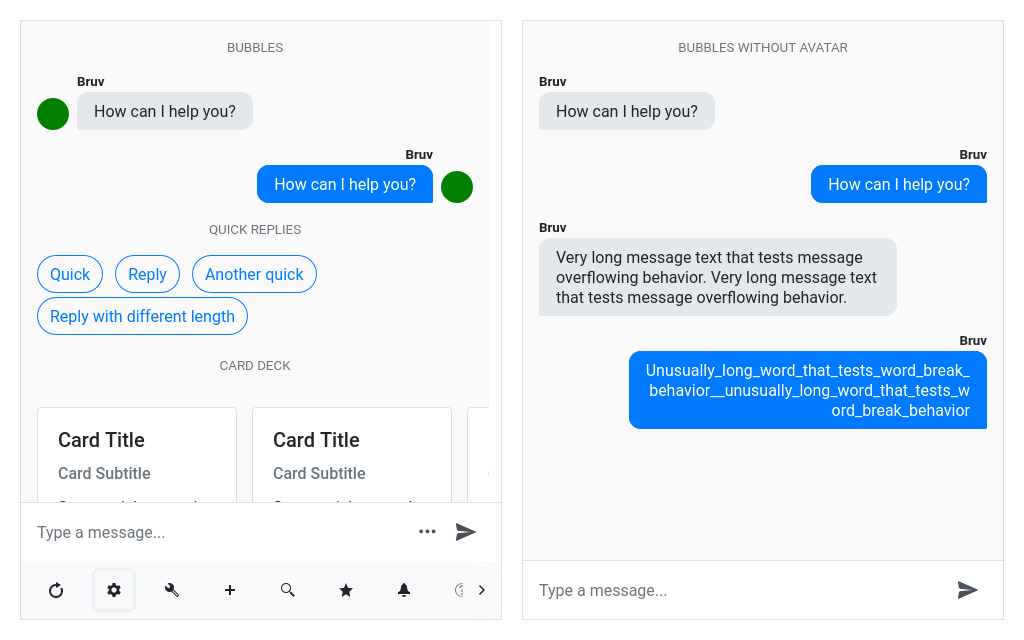 BUBBLES
Bruv
How can I help you?
Bruv
How can I help you?
QUICK REPLIES
Quick
Reply
Another quick
Reply with different length
CARD DECK
Card Title
Card Subtitle
Card Title
Card Subtitle
Type a message...
BUBBLES WITHOUT AVATAR
Bruv
How can I help you?
Bruv
How can I help you?
Bruv
Very long message text that tests message
overflowing behavior. Very long message text
that tests message overflowing behavior.
Bruv
Unusually_long_word_that_tests_word_break_
behavior__unusually_long_word_that_tests_w
ord_break_behavior
Type a message...